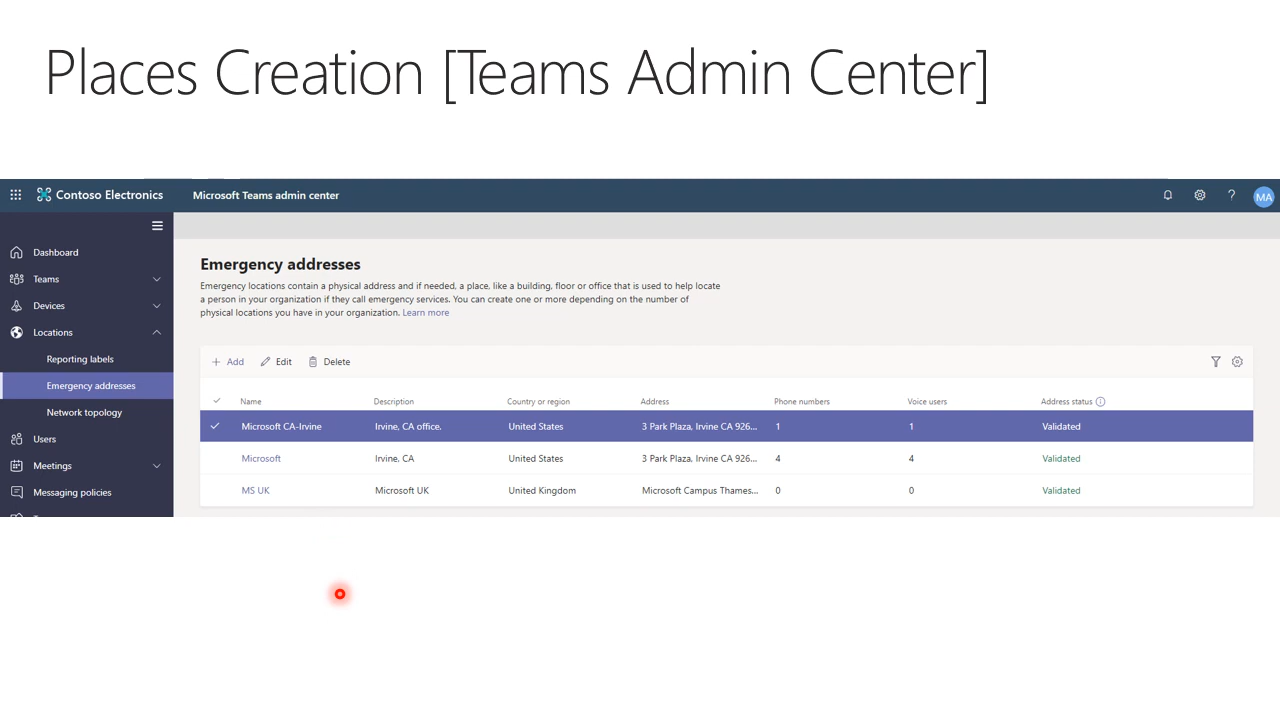 Places Creation [Teams Admin Center]
Contoso Electronics
Microsoft Teams admin center
?
MA
Dashboard
Teams
Devices
Locations
Reporting labels
Emergency addresses
Network topology
Users
Meetings
Messaging policies
Emergency addresses
Emergency locations contain a physical address and if needed, a place, like a building, floor or office that is used to help locate
a person in your organization if they call emergency services. You can create one or more depending on the number of
physical locations you have in your organization. Learn more
+ Add Edit Delete
Name Description Country or region Address Phone numbers Voice users Address status
Microsoft CA-Irvine Irvine, CA office. United States 3 Park Plaza, Irvine CA 926... 1 1 Validated
Microsoft Irvine, CA United States 3 Park Plaza, Irvine CA 926... 4 4 Validated
MS UK Microsoft UK United Kingdom Microsoft Campus Thames... 0 0 Validated